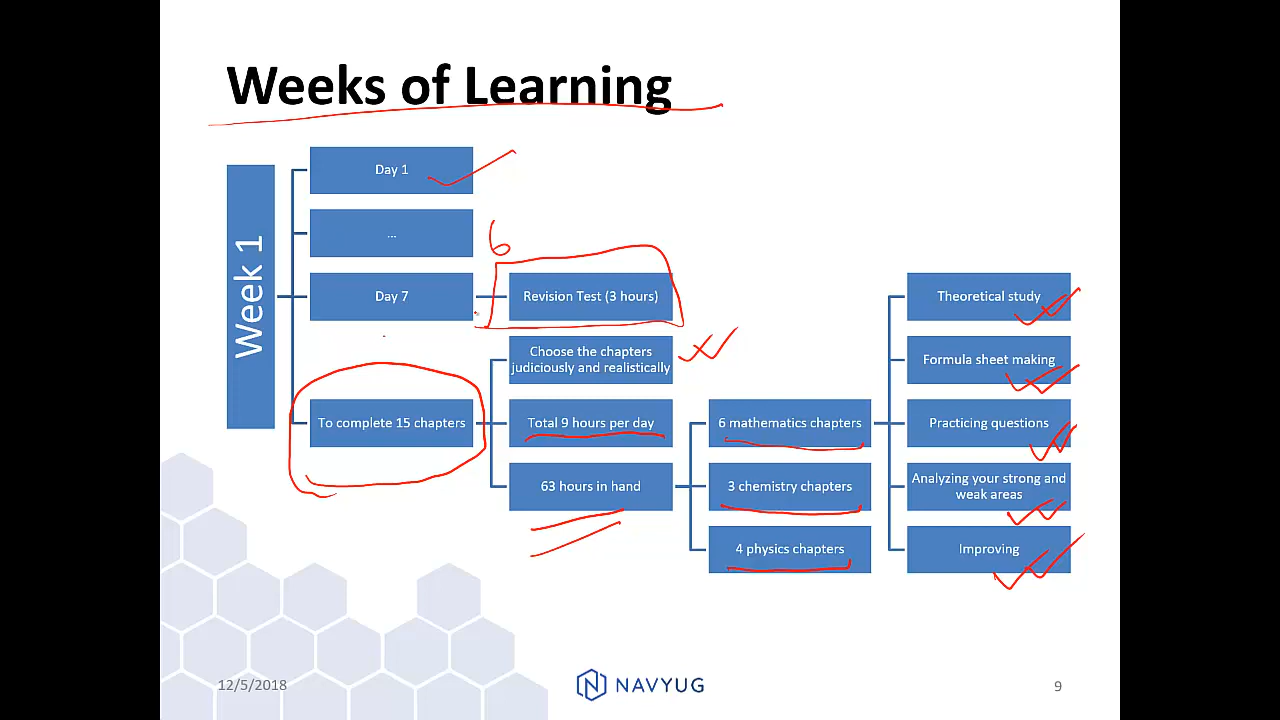 Weeks of Learning
Week 1
Day 1
...
Day 7
6
Revision Test (3 hours)
To complete 15 chapters
Choose the chapters
judiciously and realistically
Total 9 hours per day
63 hours in hand
6 mathematics chapters
3 chemistry chapters
4 physics chapters
Theoretical study
Formula sheet making
Practicing questions
Analyzing your strong and
weak areas
Improving
12/5/2018
NAVYUG
9